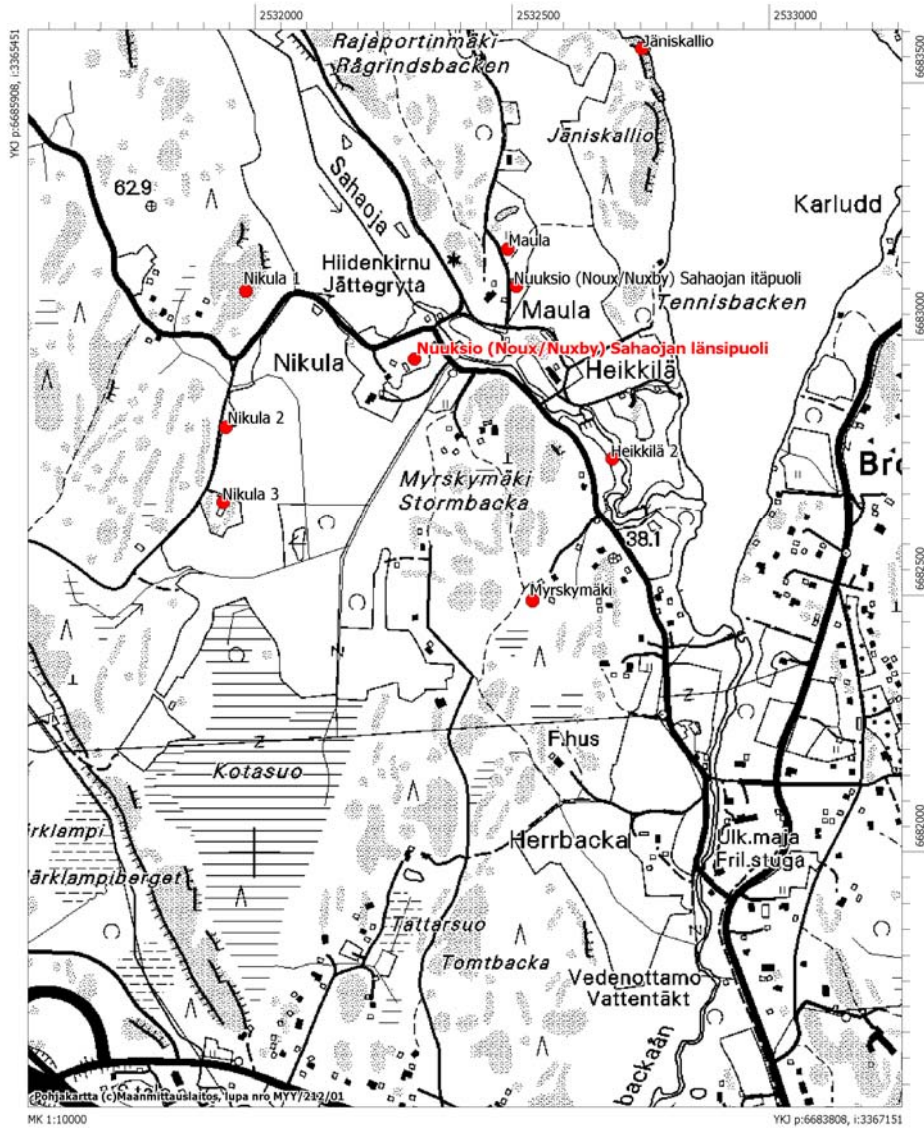 2532000
2532500
2533000
YKJ p:6685908, i:3365451
6683500
Rajaportinmäki
Rågrindsbacken
Jäniskallio
Jäniskallio
Sahaoja
62.9
Karludd
Maula
Hiidenkirnu
Jättegryta
Nikula 1
Nuuksio (Noux/Nuxby) Sahaojan itäpuoli
Tennisbacken
Maula
6683000
Nikula
Nuuksio (Noux/Nuxby) Sahaojan länsipuoli
Heikkilä
Nikula 2
Heikkilä 2
Myrskymäki
Stormbacka
Nikula 3
38.1
6682500
Myrskymäki
Z
Z
Z
Z
F.hus
Kotasuo
Herrbacka
Ulk.maja
Fril.stuga
6682000
ärklampi
Järklampiberget
Tattarsuo
Tomtbacka
Vedenottamo
Vattentäkt
backaån
Pohjakartta (c)Maanmittauslaitos, lupa nro MYY/212/01
MK 1:10000
YKJ p:6683808, i:3367151